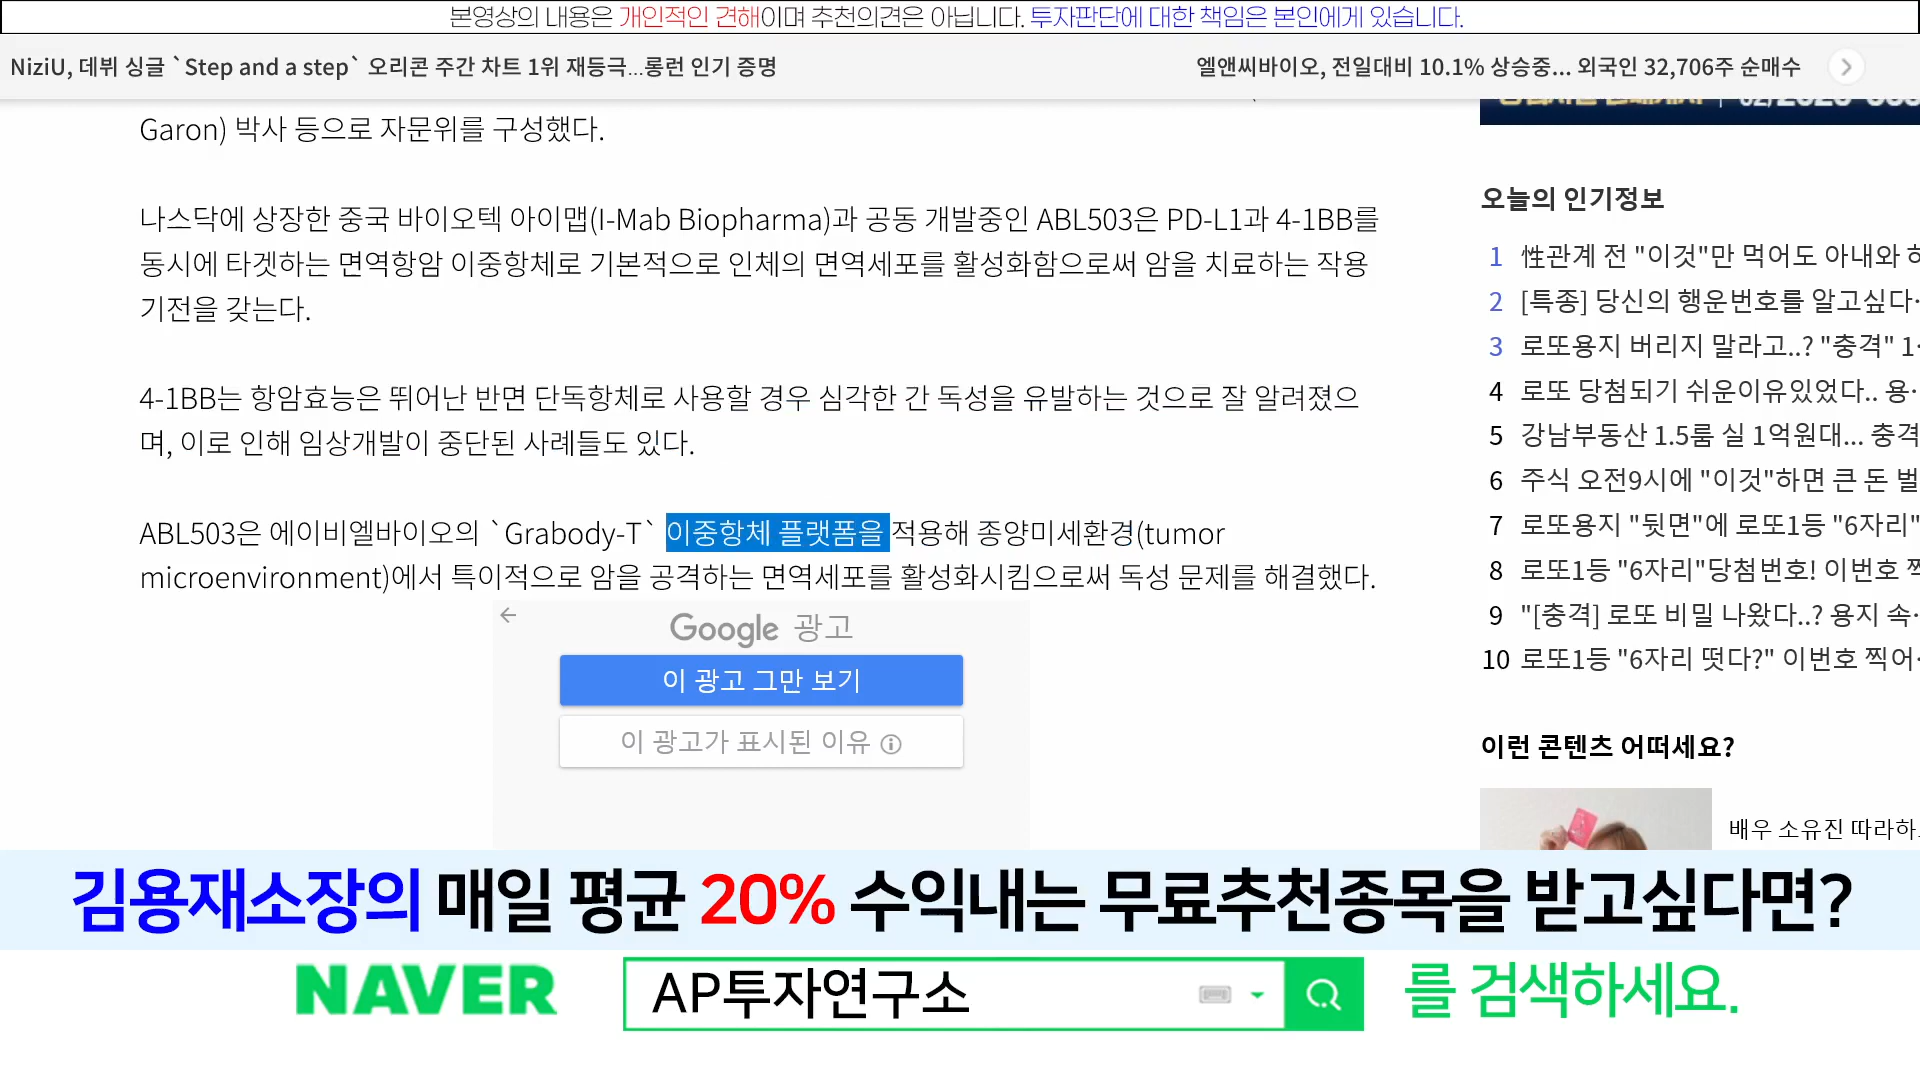 본영상의 내용은 개인적인 견해이며 추천의견은 아닙니다. 투자판단에 대한 책임은 본인에게 있습니다.
NiziU, 데뷔 싱글 `Step and a step` 오리콘 주간 차트 1위 재등극...롱런 인기 증명
엘앤씨바이오, 전일대비 10.1% 상승중... 외국인 32,706주 순매수
Garon) 박사 등으로 자문위를 구성했다.
나스닥에 상장한 중국 바이오텍 아이맵(I-Mab Biopharma)과 공동 개발중인 ABL503은 PD-L1과 4-1BB를
동시에 타겟하는 면역항암 이중항체로 기본적으로 인체의 면역세포를 활성화함으로써 암을 치료하는 작용
기전을 갖는다.
4-1BB는 항암효능은 뛰어난 반면 단독항체로 사용할 경우 심각한 간 독성을 유발하는 것으로 잘 알려졌으
며, 이로 인해 임상개발이 중단된 사례들도 있다.
ABL503은 에이비엘바이오의 `Grabody-T` 이중항체 플랫폼을 적용해 종양미세환경(tumor
microenvironment)에서 특이적으로 암을 공격하는 면역세포를 활성화시킴으로써 독성 문제를 해결했다.
Google 광고
이 광고 그만 보기
이 광고가 표시된 이유
오늘의 인기정보
1 性관계 전 "이것"만 먹어도 아내와
2 [특종] 당신의 행운번호를 알고싶다·
3 로또용지 버리지 말라고..? "충격" 1·
4 로또 당첨되기 쉬운이유있었다.. 용·
5 강남부동산 1.5룸 실 1억원대... 충격
6 주식 오전9시에 "이것"하면 큰 돈 벌
7 로또용지 "뒷면"에 로또1등 "6자리"
8 로또1등 "6자리"당첨번호! 이번호
9 "[충격] 로또 비밀 나왔다..? 용지 속·
10 로또1등 "6자리 떴다?" 이번호 찍어·
이런 콘텐츠 어떠세요?
배우 소유진 따라하
김용재소장의 매일 평균 20% 수익내는 무료추천종목을 받고싶다면?
NAVER AP투자연구소 를 검색하세요.